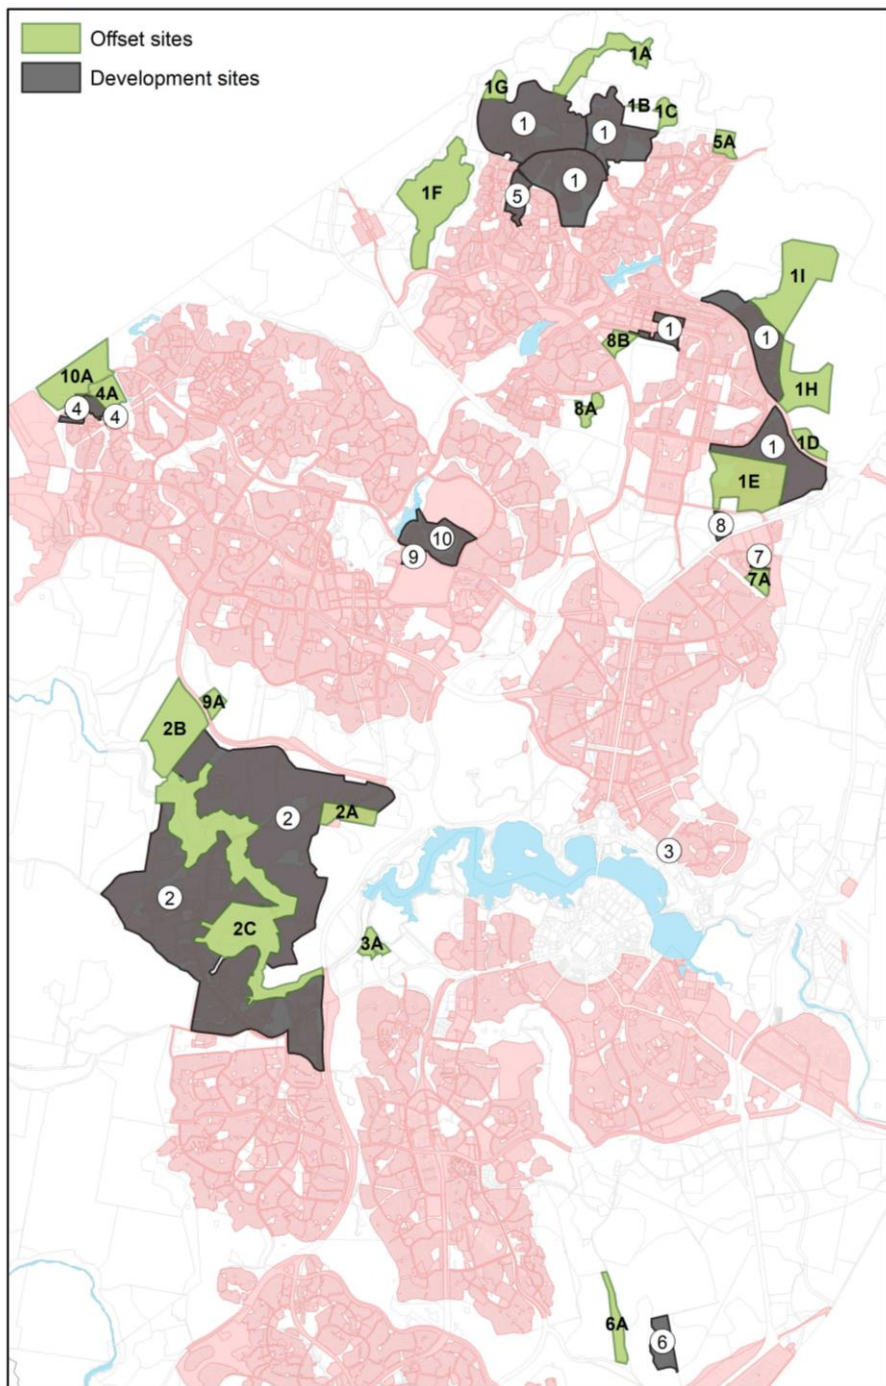 Offset sites
Development sites
1A
1G
1B
1C
1
1
5A
1
5
1F
1I
1
8B
1
10A
4A
1H
4
4
8A
1D
1
1E
10
8
9
7
7A
9A
2B
2A
2
3
2
2C
3A
6A
6